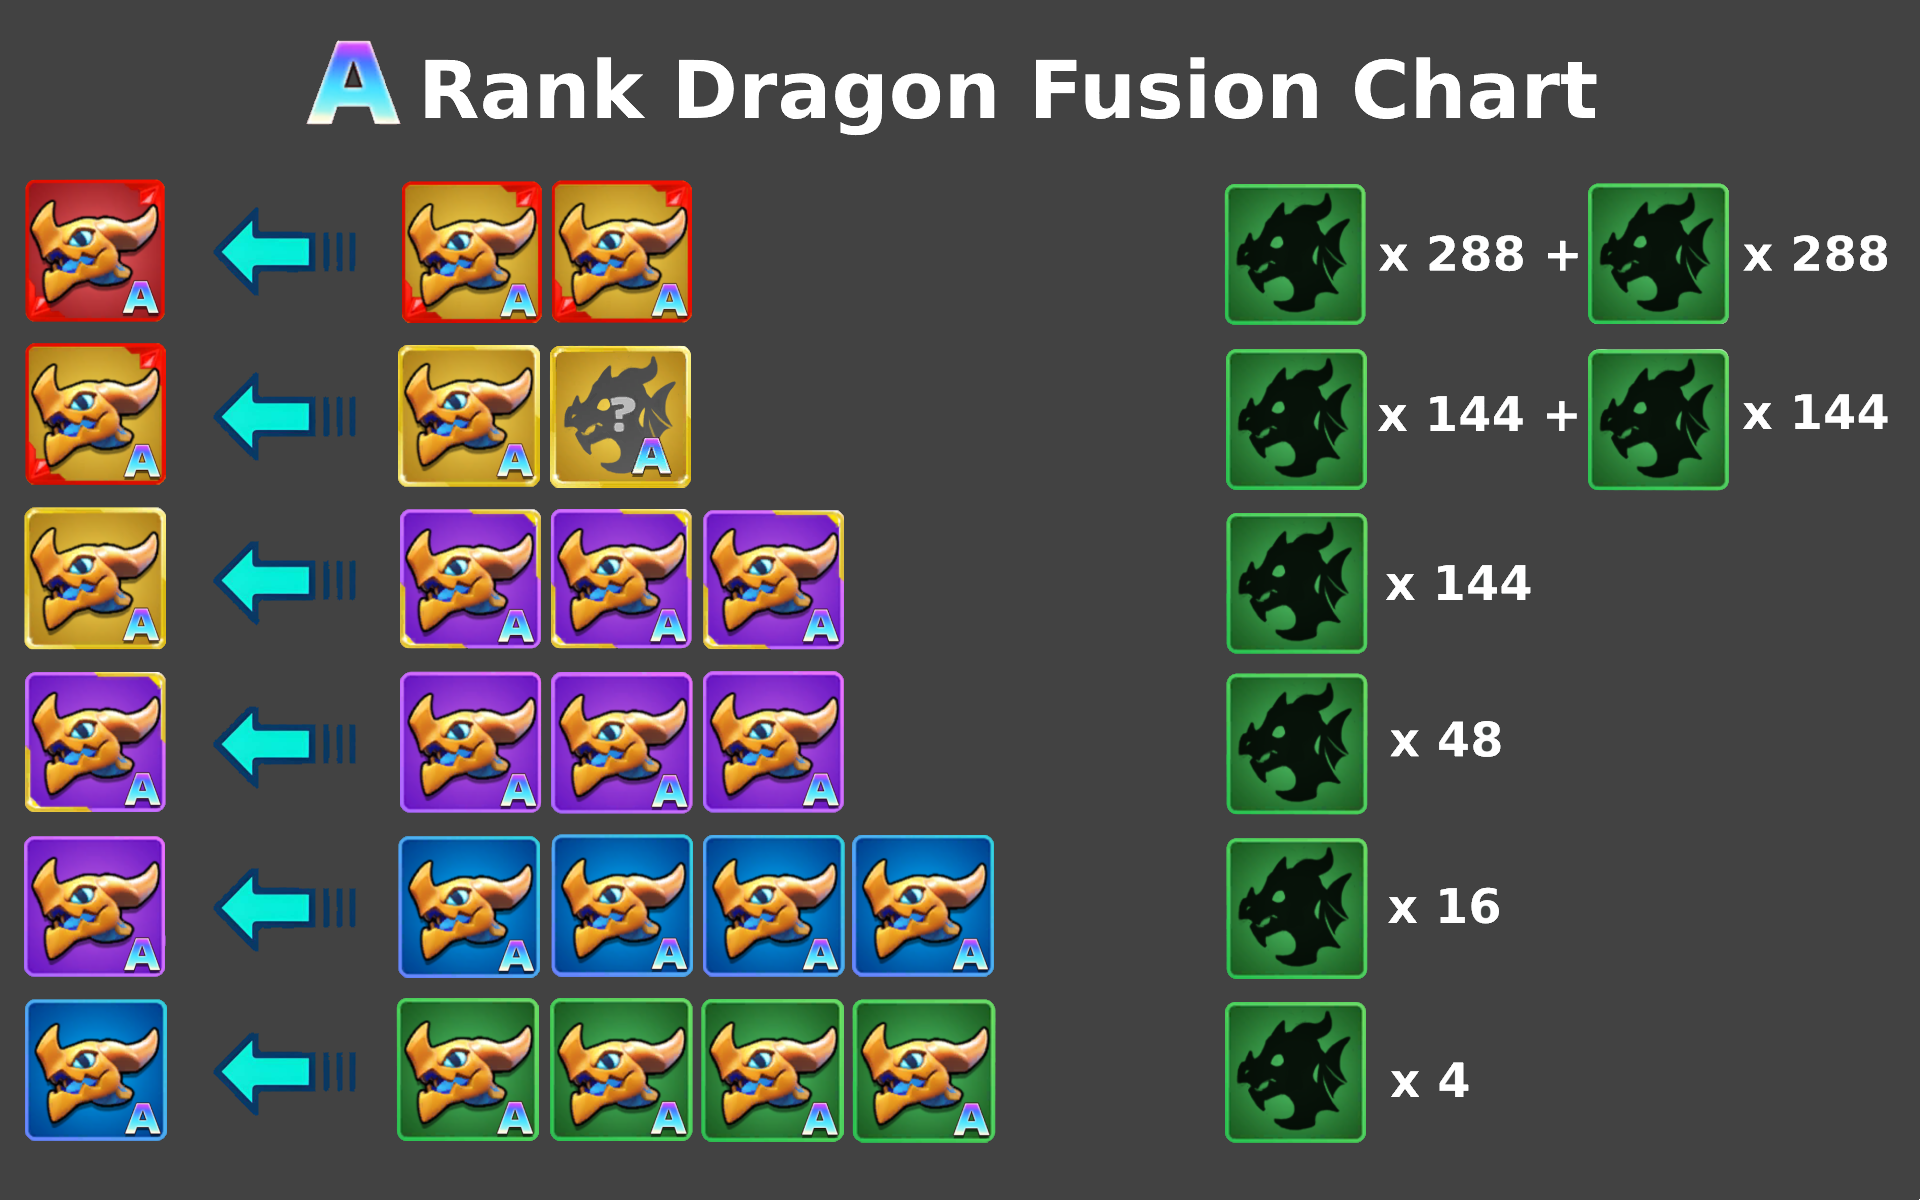 A Rank Dragon Fusion Chart
A A A x 288 + x 288
A A ? A x 144 + x 144
A A A A x 144
A A A A x 48
A A A A A x 16
A A A A A x 4